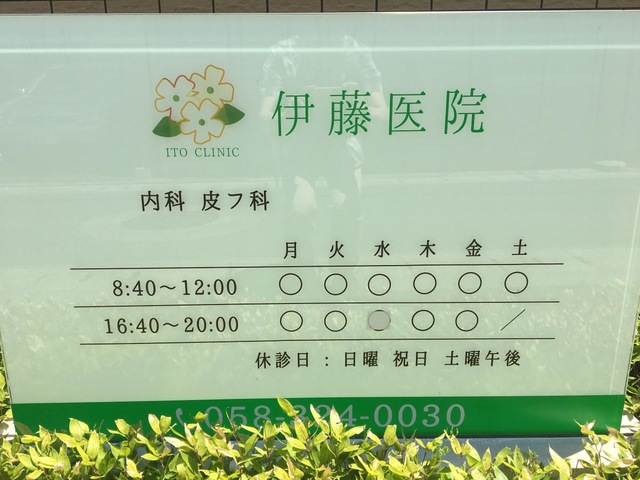 伊藤医院
ITO CLINIC
内科 皮フ科
月 火 水 木 金 土
8:40～12:00 ○ ○ ○ ○ ○ ○
16:40～20:00 ○ ○ ● ○ ○ ／
休診日：日曜 祝日 土曜午後
058-324-0030